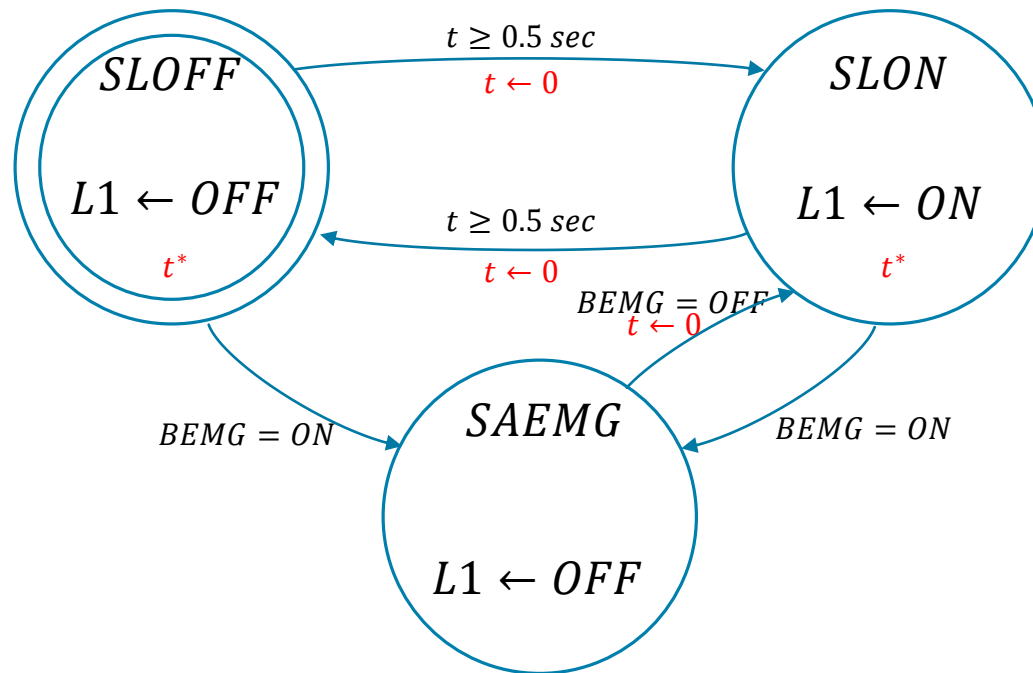 SLOFF
L1 ← OFF
t*
t ≥ 0.5 sec
t ← 0
SLON
L1 ← ON
t*
t ≥ 0.5 sec
t ← 0
BEMG = OFF
t ← 0
BEMG = ON
BEMG = ON
SAEMG
L1 ← OFF